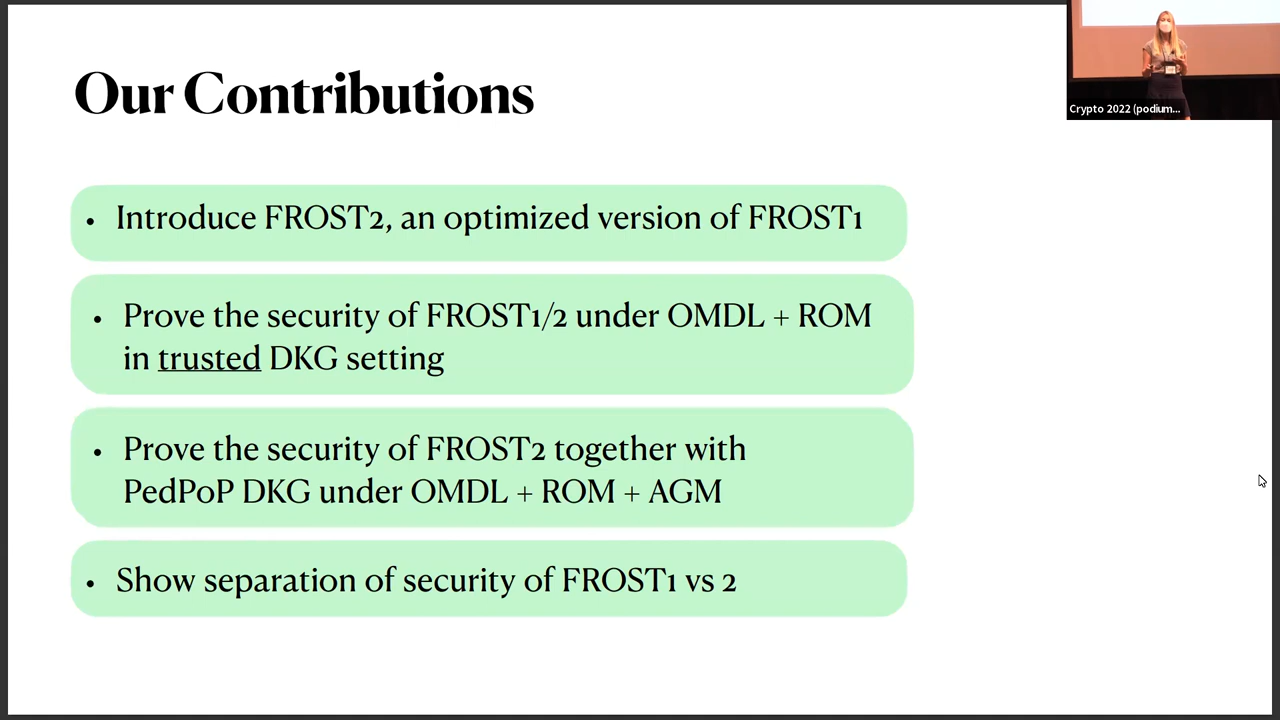 Our Contributions
Crypto 2022 (podium...
• Introduce FROST2, an optimized version of FROST1
• Prove the security of FROST1/2 under OMDL + ROM
in trusted DKG setting
• Prove the security of FROST2 together with
PedPoP DKG under OMDL + ROM + AGM
• Show separation of security of FROST1 vs 2